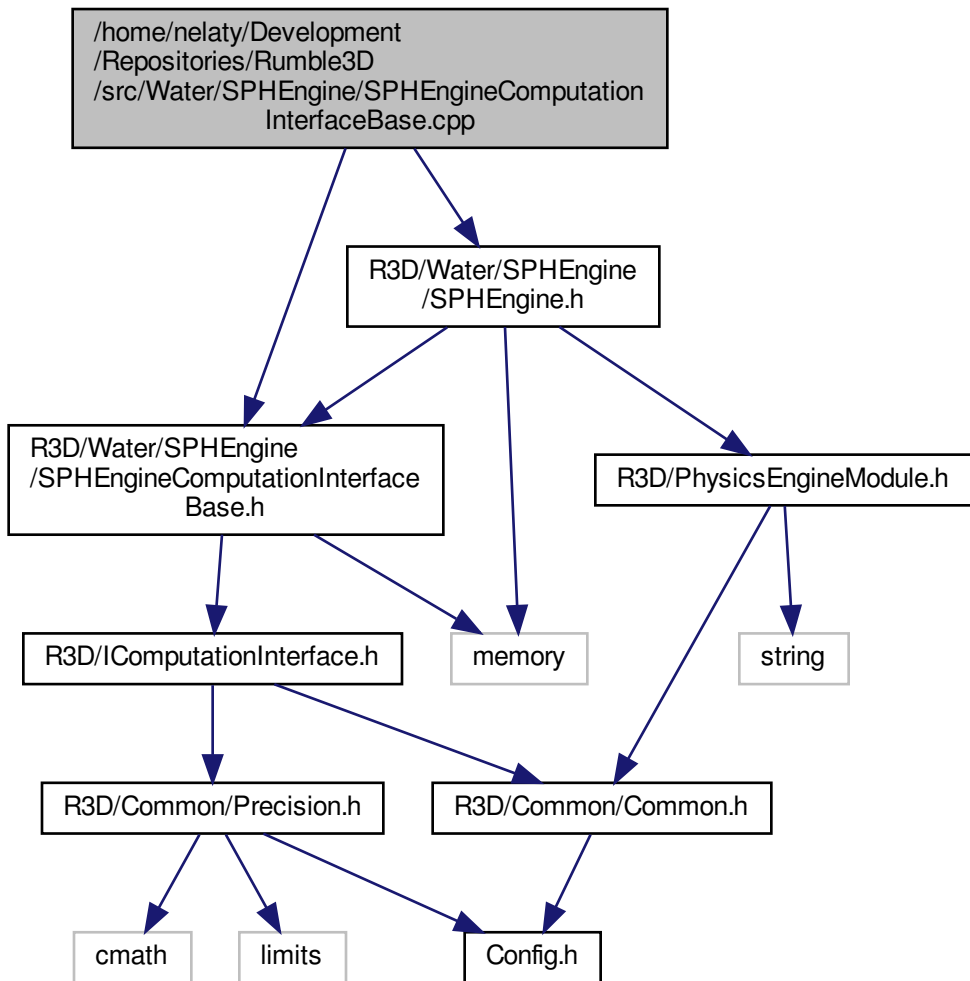 /home/nelaty/Development
/Repositories/Rumble3D
/src/Water/SPHEngine/SPHEngineComputation
InterfaceBase.cpp
R3D/Water/SPHEngine
/SPHEngine.h
R3D/Water/SPHEngine
/SPHEngineComputationInterface
Base.h
R3D/PhysicsEngineModule.h
R3D/IComputationInterface.h
memory
string
R3D/Common/Precision.h
R3D/Common/Common.h
cmath
limits
Config.h